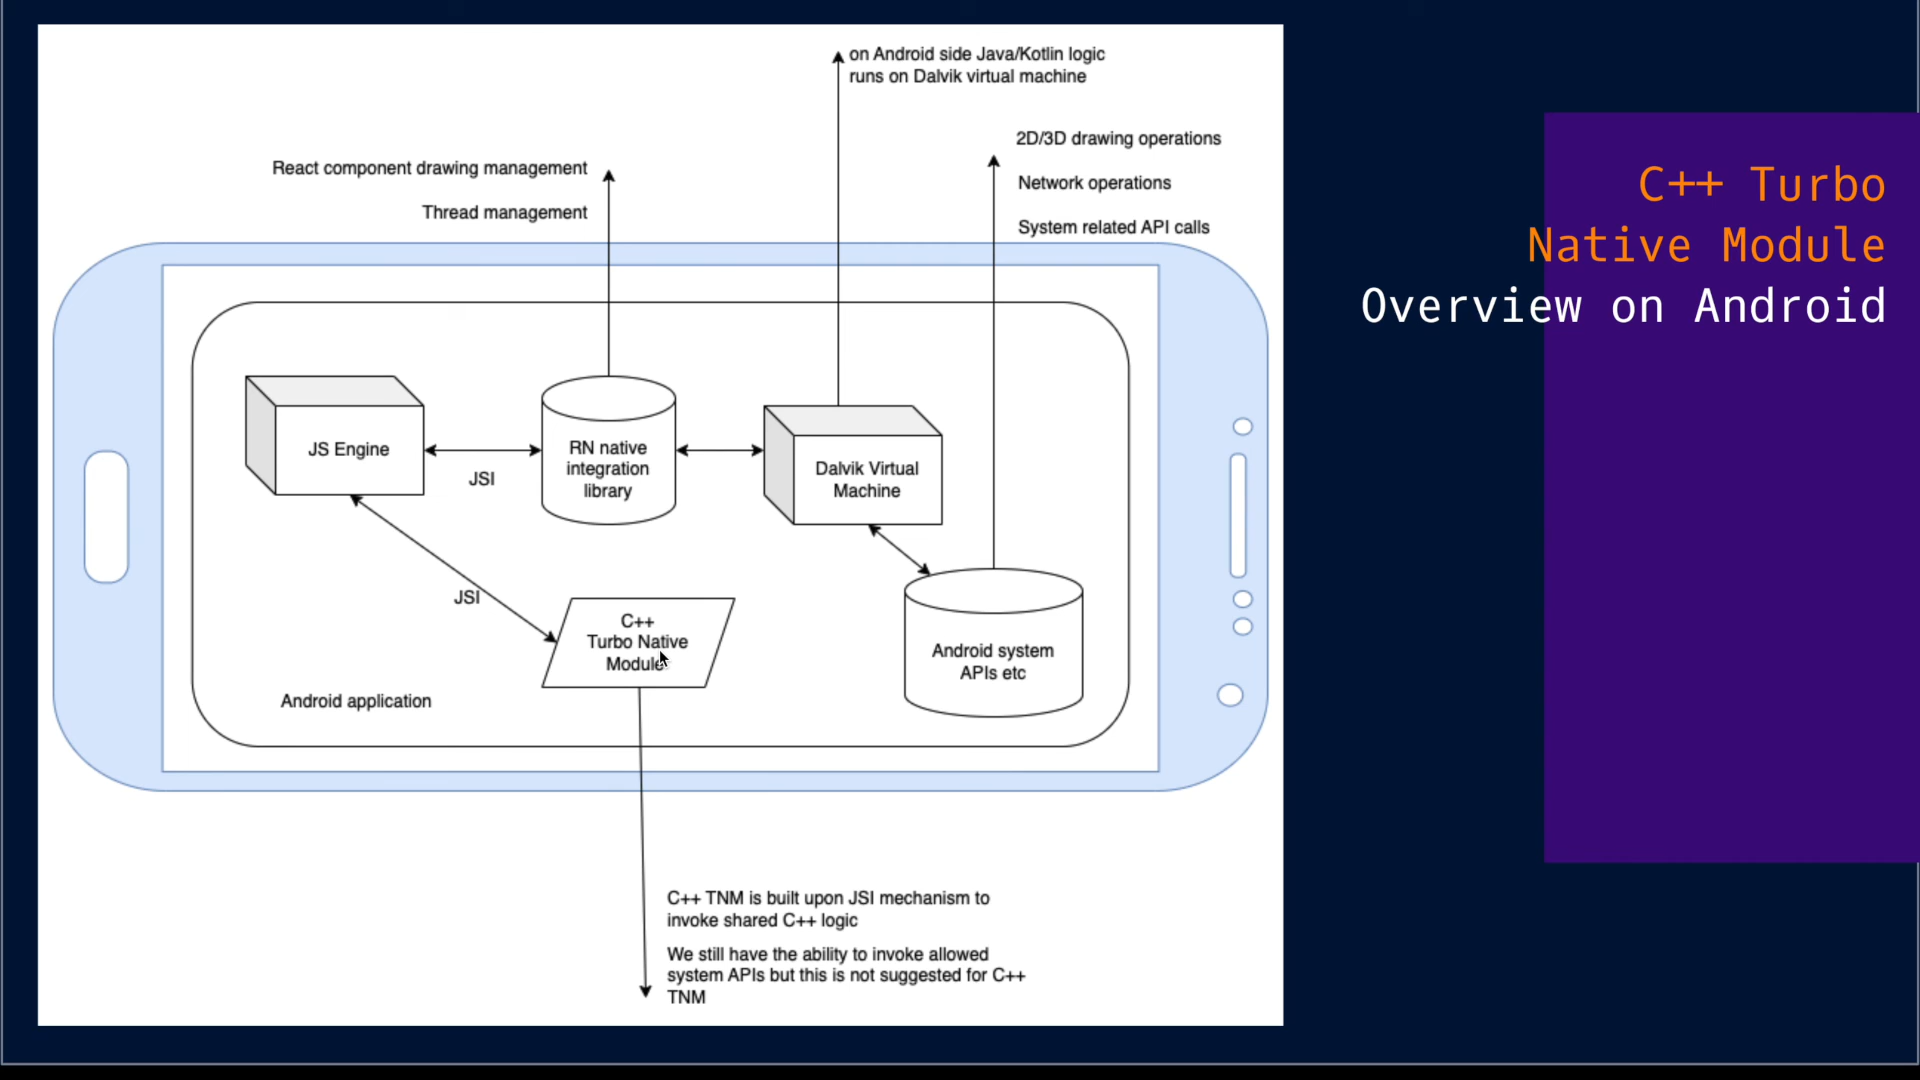 on Android side Java/Kotlin logic
runs on Dalvik virtual machine
2D/3D drawing operations
Network operations
System related API calls
React component drawing management
Thread management
C++ Turbo
Native Module
Overview on Android
JS Engine
JSI
RN native
integration
library
Dalvik Virtual
Machine
JSI
C++
Turbo Native
Module
Android system
APIs etc
Android application
C++ TNM is built upon JSI mechanism to
invoke shared C++ logic
We still have the ability to invoke allowed
system APIs but this is not suggested for C++
TNM